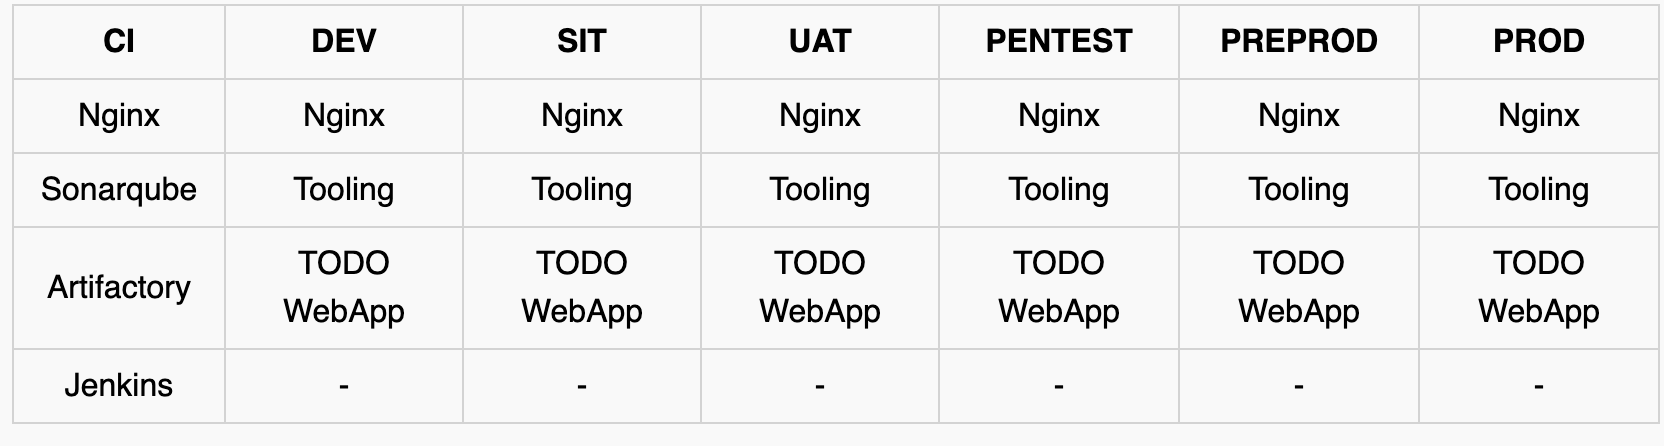 CI DEV SIT UAT PENTEST PREPROD PROD
Nginx Nginx Nginx Nginx Nginx Nginx Nginx
Sonarqube Tooling Tooling Tooling Tooling Tooling Tooling
Artifactory TODO WebApp TODO WebApp TODO WebApp TODO WebApp TODO WebApp TODO WebApp
Jenkins - - - - - -